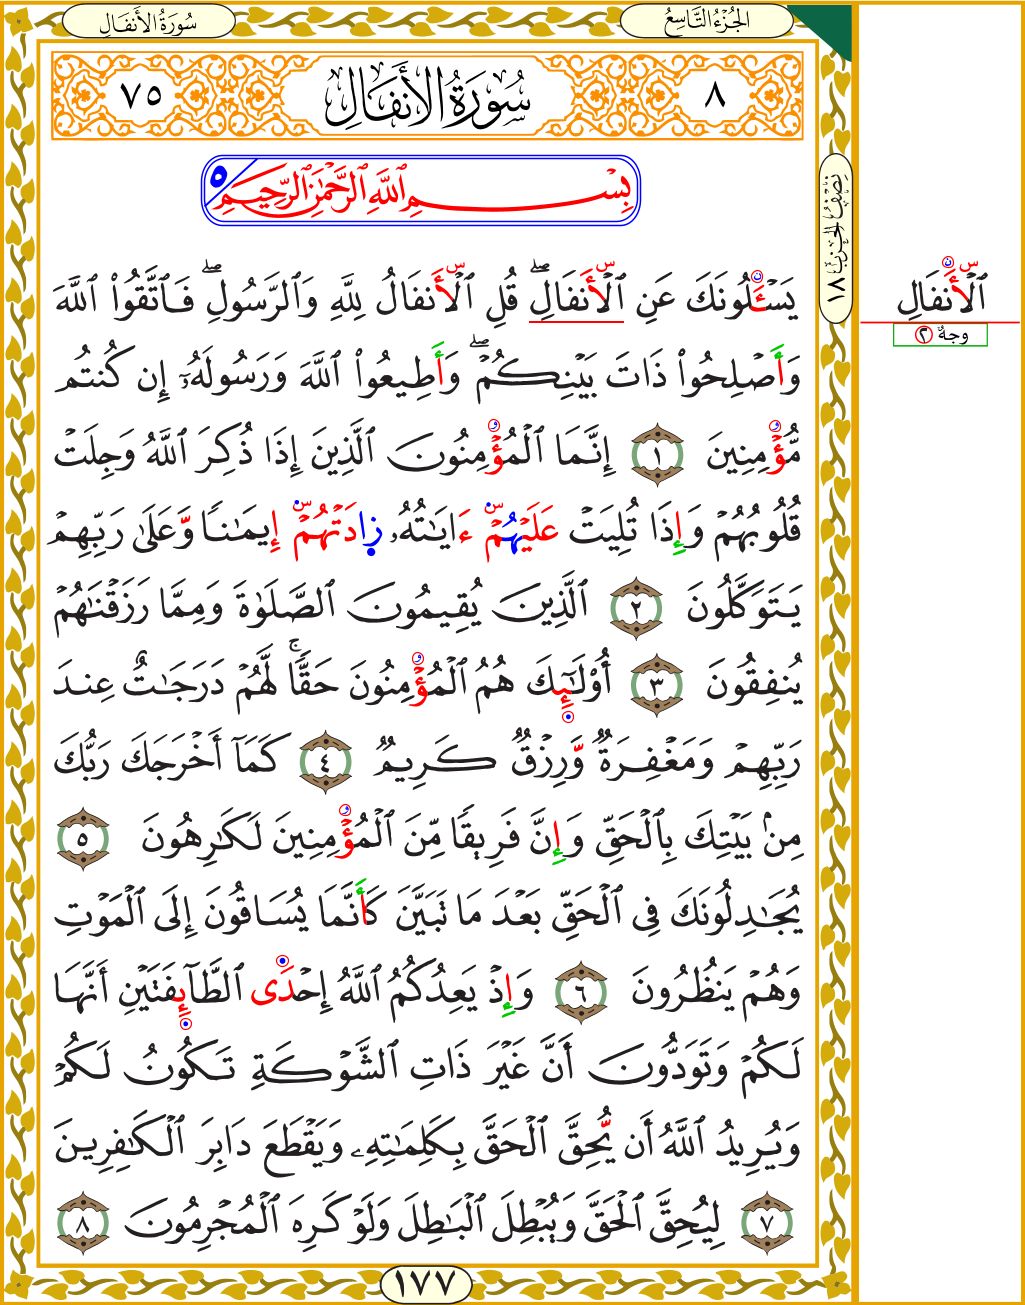 سُورَةُ الأَنفَالِ
الجُزْءُ التَّاسِعُ
٧٥
سُورَةُ الأَنفَالِ
٨
بِسْمِ ٱللَّهِ ٱلرَّحْمَٰنِ ٱلرَّحِيمِ ٥
نِصْفُ الحِزْبِ ١٨
يَسْـَٔلُونَكَ عَنِ ٱلْأَنفَالِۖ قُلِ ٱلْأَنفَالُ لِلَّهِ وَٱلرَّسُولِۖ فَٱتَّقُوا۟ ٱللَّهَ
وَأَصْلِحُوا۟ ذَاتَ بَيْنِكُمْۖ وَأَطِيعُوا۟ ٱللَّهَ وَرَسُولَهُۥٓ إِن كُنتُم
مُّؤْمِنِينَ ١ إِنَّمَا ٱلْمُؤْمِنُونَ ٱلَّذِينَ إِذَا ذُكِرَ ٱللَّهُ وَجِلَتْ
قُلُوبُهُمْ وَإِذَا تُلِيَتْ عَلَيْهِمْ ءَايَٰتُهُۥ زَادَتْهُمْ إِيمَٰنًا وَعَلَىٰ رَبِّهِمْ
يَتَوَكَّلُونَ ٢ ٱلَّذِينَ يُقِيمُونَ ٱلصَّلَوٰةَ وَمِمَّا رَزَقْنَٰهُمْ
يُنفِقُونَ ٣ أُو۟لَٰٓئِكَ هُمُ ٱلْمُؤْمِنُونَ حَقًّاۚ لَّهُمْ دَرَجَٰتٌ عِندَ
رَبِّهِمْ وَمَغْفِرَةٌ وَرِزْقٌ كَرِيمٌ ٤ كَمَآ أَخْرَجَكَ رَبُّكَ
مِنۢ بَيْتِكَ بِٱلْحَقِّ وَإِنَّ فَرِيقًا مِّنَ ٱلْمُؤْمِنِينَ لَكَٰرِهُونَ ٥
يُجَٰدِلُونَكَ فِى ٱلْحَقِّ بَعْدَ مَا تَبَيَّنَ كَأَنَّمَا يُسَاقُونَ إِلَى ٱلْمَوْتِ
وَهُمْ يَنظُرُونَ ٦ وَإِذْ يَعِدُكُمُ ٱللَّهُ إِحْدَى ٱلطَّآئِفَتَيْنِ أَنَّهَا
لَكُمْ وَتَوَدُّونَ أَنَّ غَيْرَ ذَاتِ ٱلشَّوْكَةِ تَكُونُ لَكُمْ
وَيُرِيدُ ٱللَّهُ أَن يُحِقَّ ٱلْحَقَّ بِكَلِمَٰتِهِۦ وَيَقْطَعَ دَابِرَ ٱلْكَٰفِرِينَ
٧ لِيُحِقَّ ٱلْحَقَّ وَيُبْطِلَ ٱلْبَٰطِلَ وَلَوْ كَرِهَ ٱلْمُجْرِمُونَ ٨
ٱلْأَنفَالِ
وجهٌ ٢
١٧٧